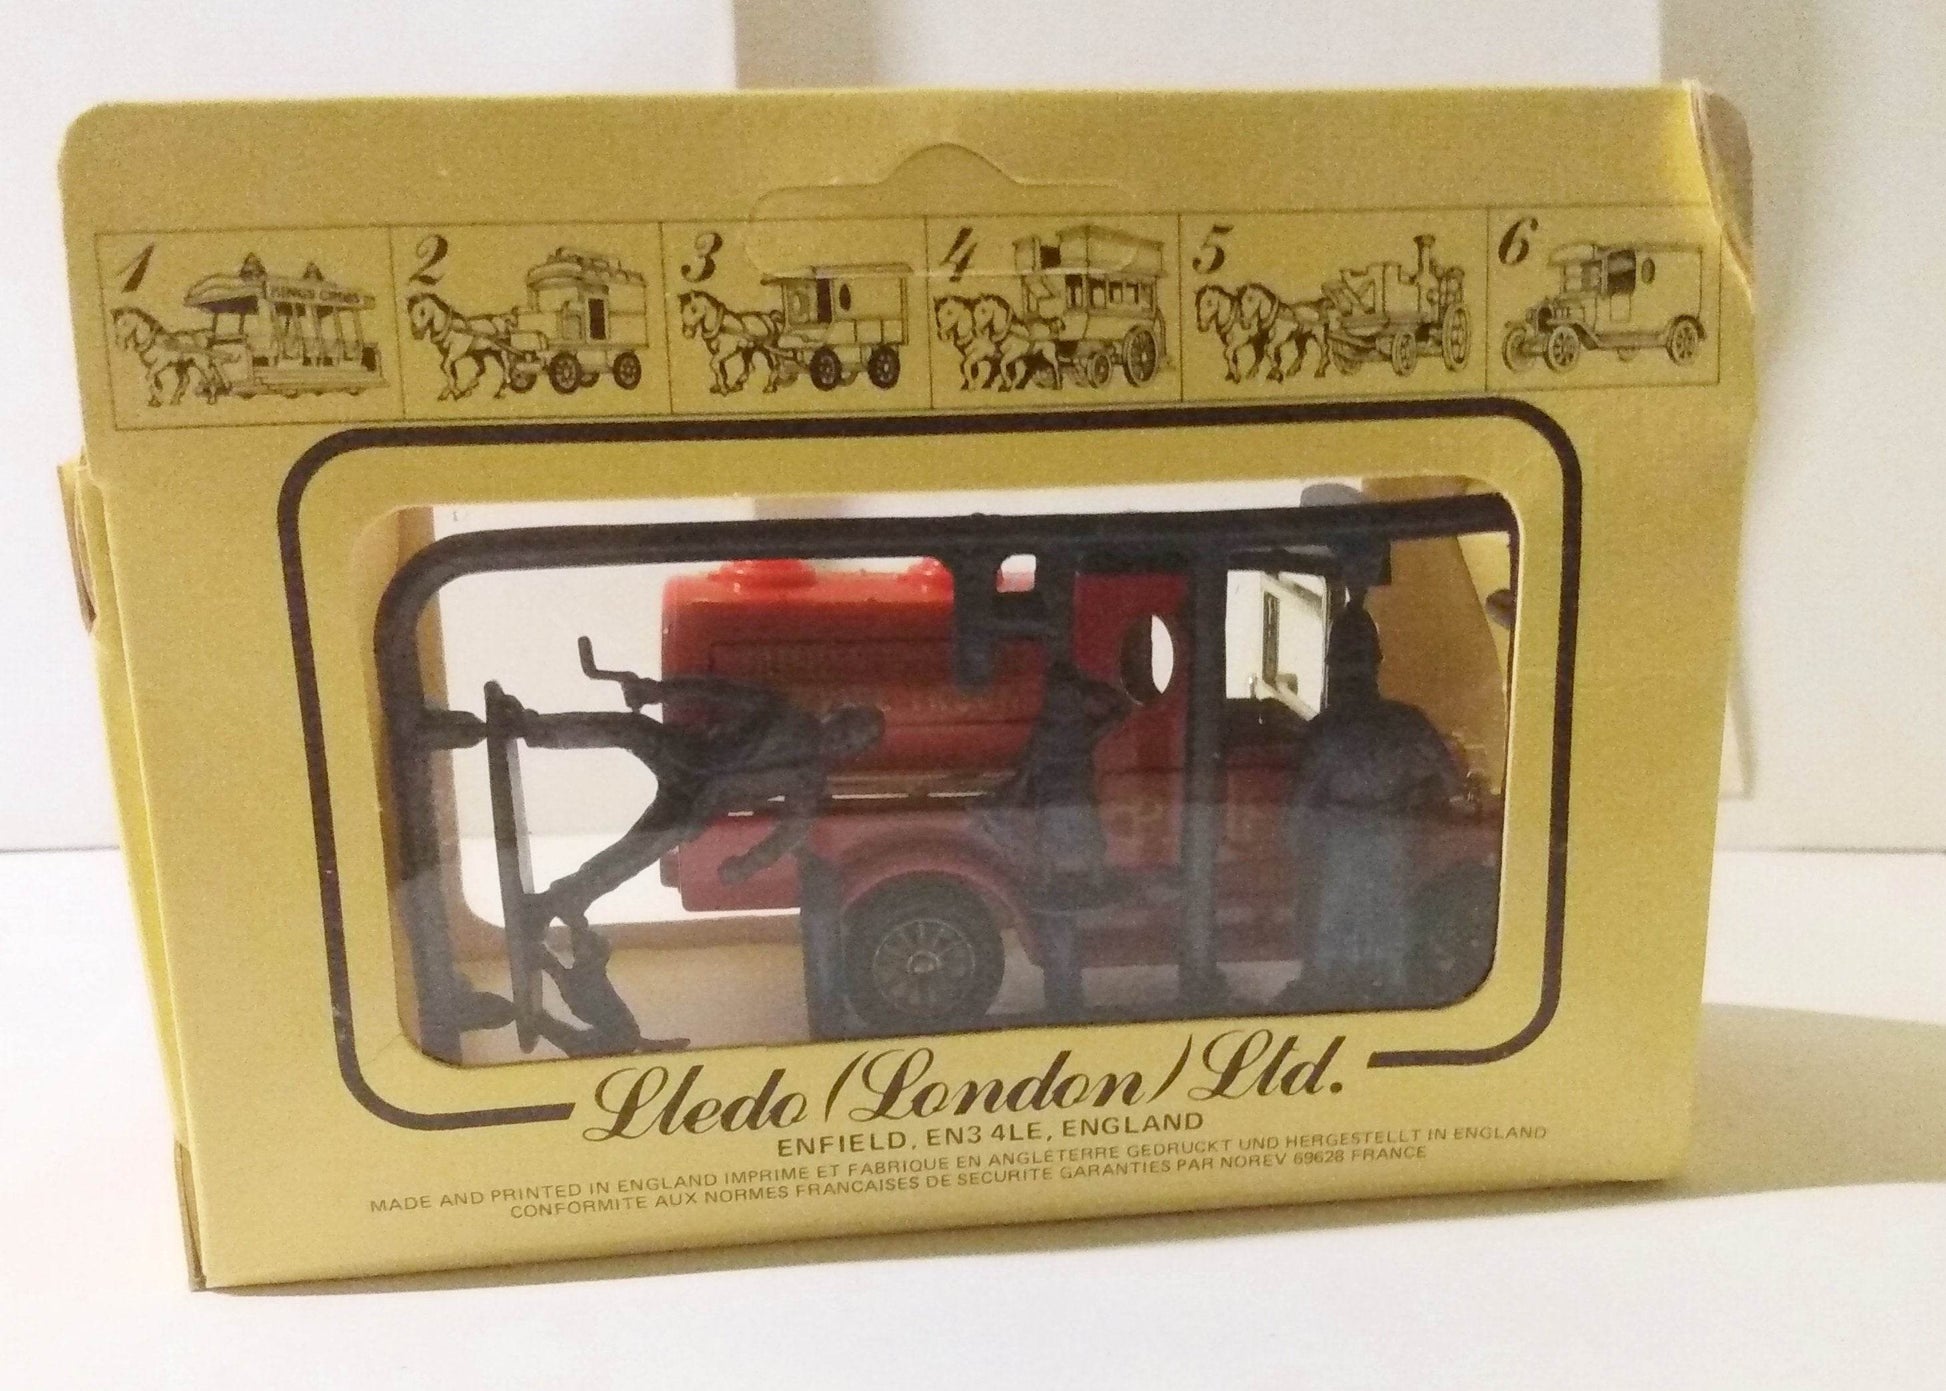 1 2 3 4 5 6
Lledo (London) Ltd.
ENFIELD, EN3 4LE, ENGLAND
MADE AND PRINTED IN ENGLAND IMPRIME ET FABRIQUE EN ANGLETERRE GEDRUCKT UND HERGESTELLT IN ENGLAND
CONFORMITE AUX NORMES FRANCAISES DE SECURITE GARANTIES PAR NOREV 69628 FRANCE